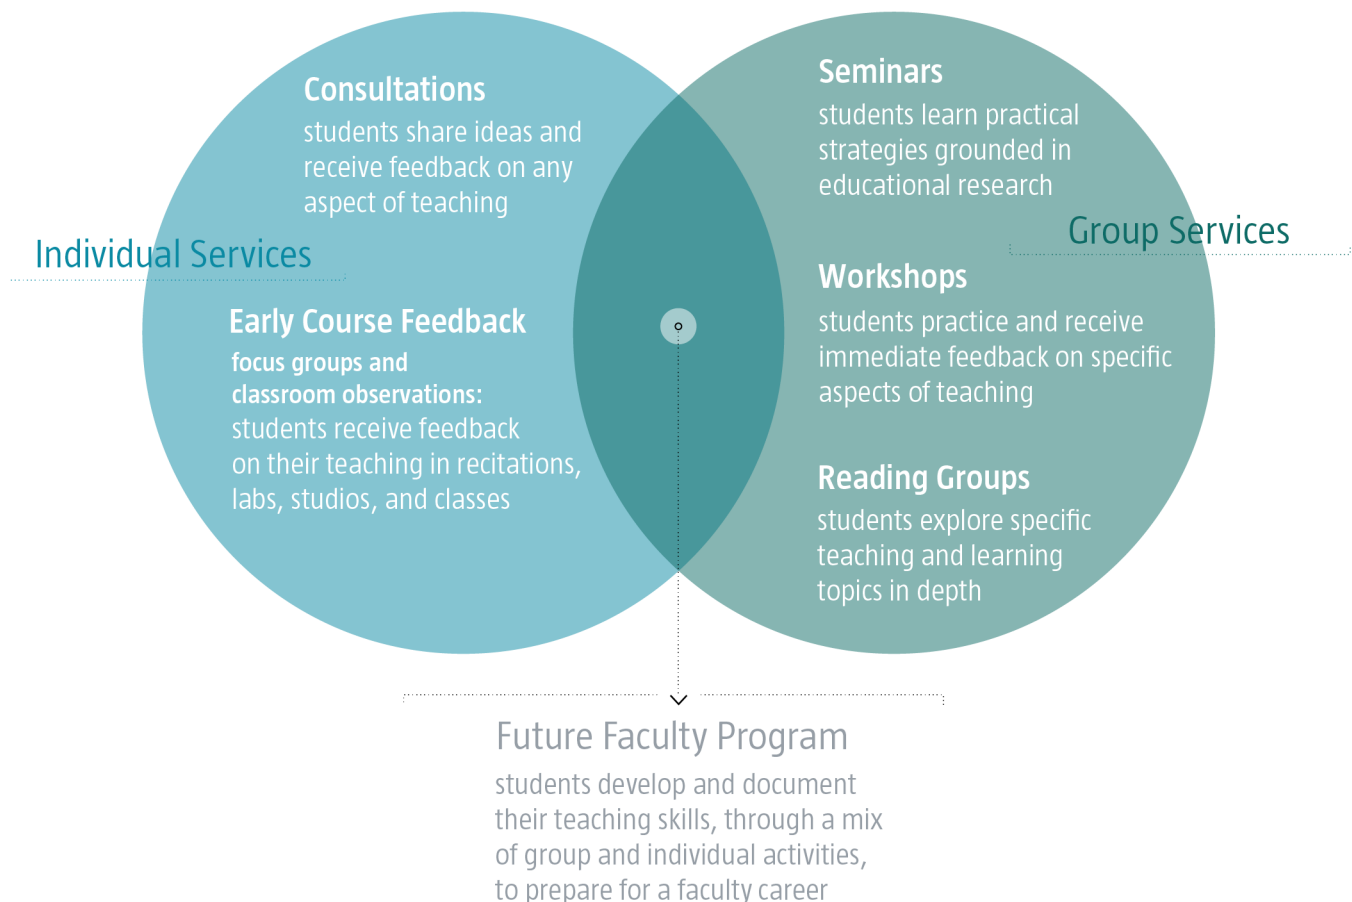 Individual Services
Consultations
students share ideas and
receive feedback on any
aspect of teaching
Early Course Feedback
focus groups and
classroom observations:
students receive feedback
on their teaching in recitations,
labs, studios, and classes
Group Services
Seminars
students learn practical
strategies grounded in
educational research
Workshops
students practice and receive
immediate feedback on specific
aspects of teaching
Reading Groups
students explore specific
teaching and learning
topics in depth
Future Faculty Program
students develop and document
their teaching skills, through a mix
of group and individual activities,
to prepare for a faculty career